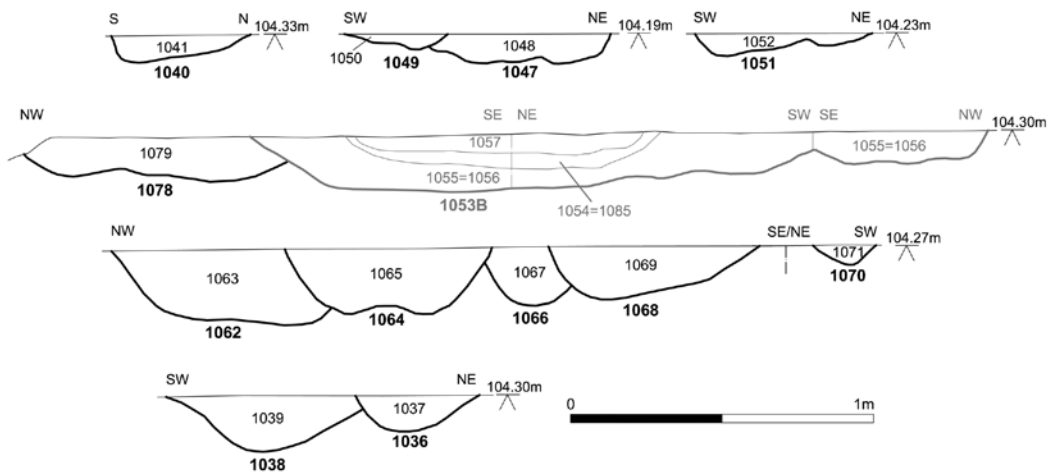 S N 104.33m
1041
1040
SW NE 104.19m
1050 1048
1049 1047
SW NE 104.23m
1052
1051
NW SE NE SW SE NW 104.30m
1079 1057 1055=1056
1078 1055=1056
1053B 1054=1085
NW SE/NE SW 104.27m
1063 1065 1067 1069 1071
1062 1064 1066 1068 1070
SW NE 104.30m
1039 1037
1038 1036
0 1m